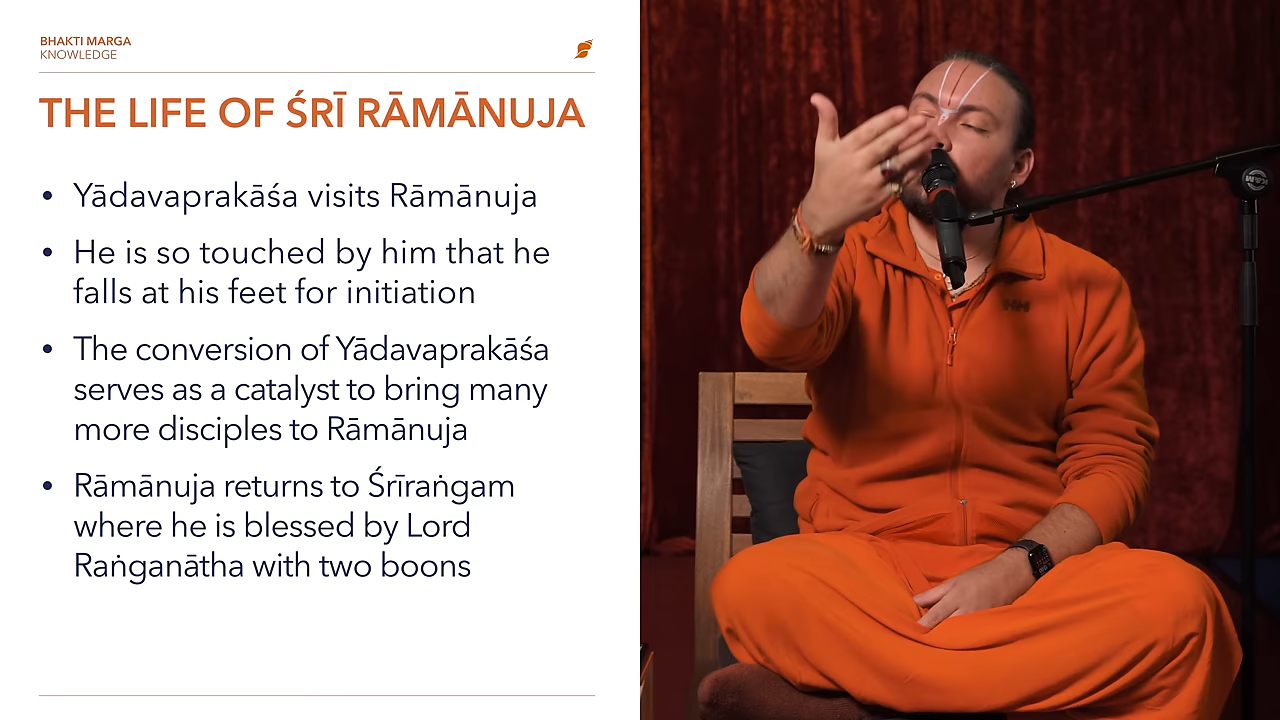 BHAKTI MARGA
KNOWLEDGE
THE LIFE OF ŚRĪ RĀMĀNUJA
• Yādavaprakāśa visits Rāmānuja
• He is so touched by him that he
falls at his feet for initiation
• The conversion of Yādavaprakāśa
serves as a catalyst to bring many
more disciples to Rāmānuja
• Rāmānuja returns to Śrīraṅgam
where he is blessed by Lord
Raṅganātha with two boons
HH
K&M